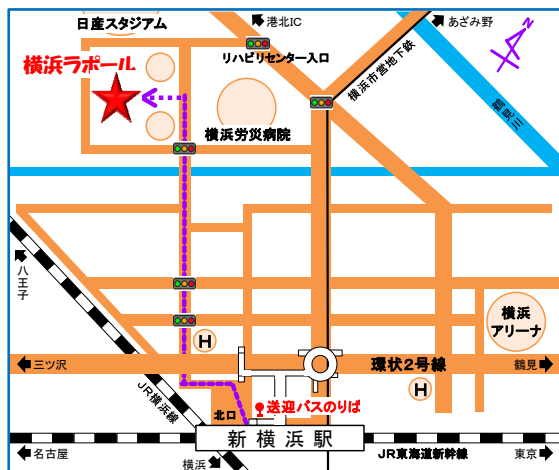 日産スタジアム
港北IC
あざみ野
N
横浜ラポール
リハビリセンター入口
横浜市営地下鉄
鶴見川
横浜労災病院
八王子
横浜
アリーナ
H
三ツ沢
環状2号線
鶴見
JR横浜線
H
北口
送迎バスのりば
新横浜駅
名古屋
横浜
JR東海道新幹線
東京